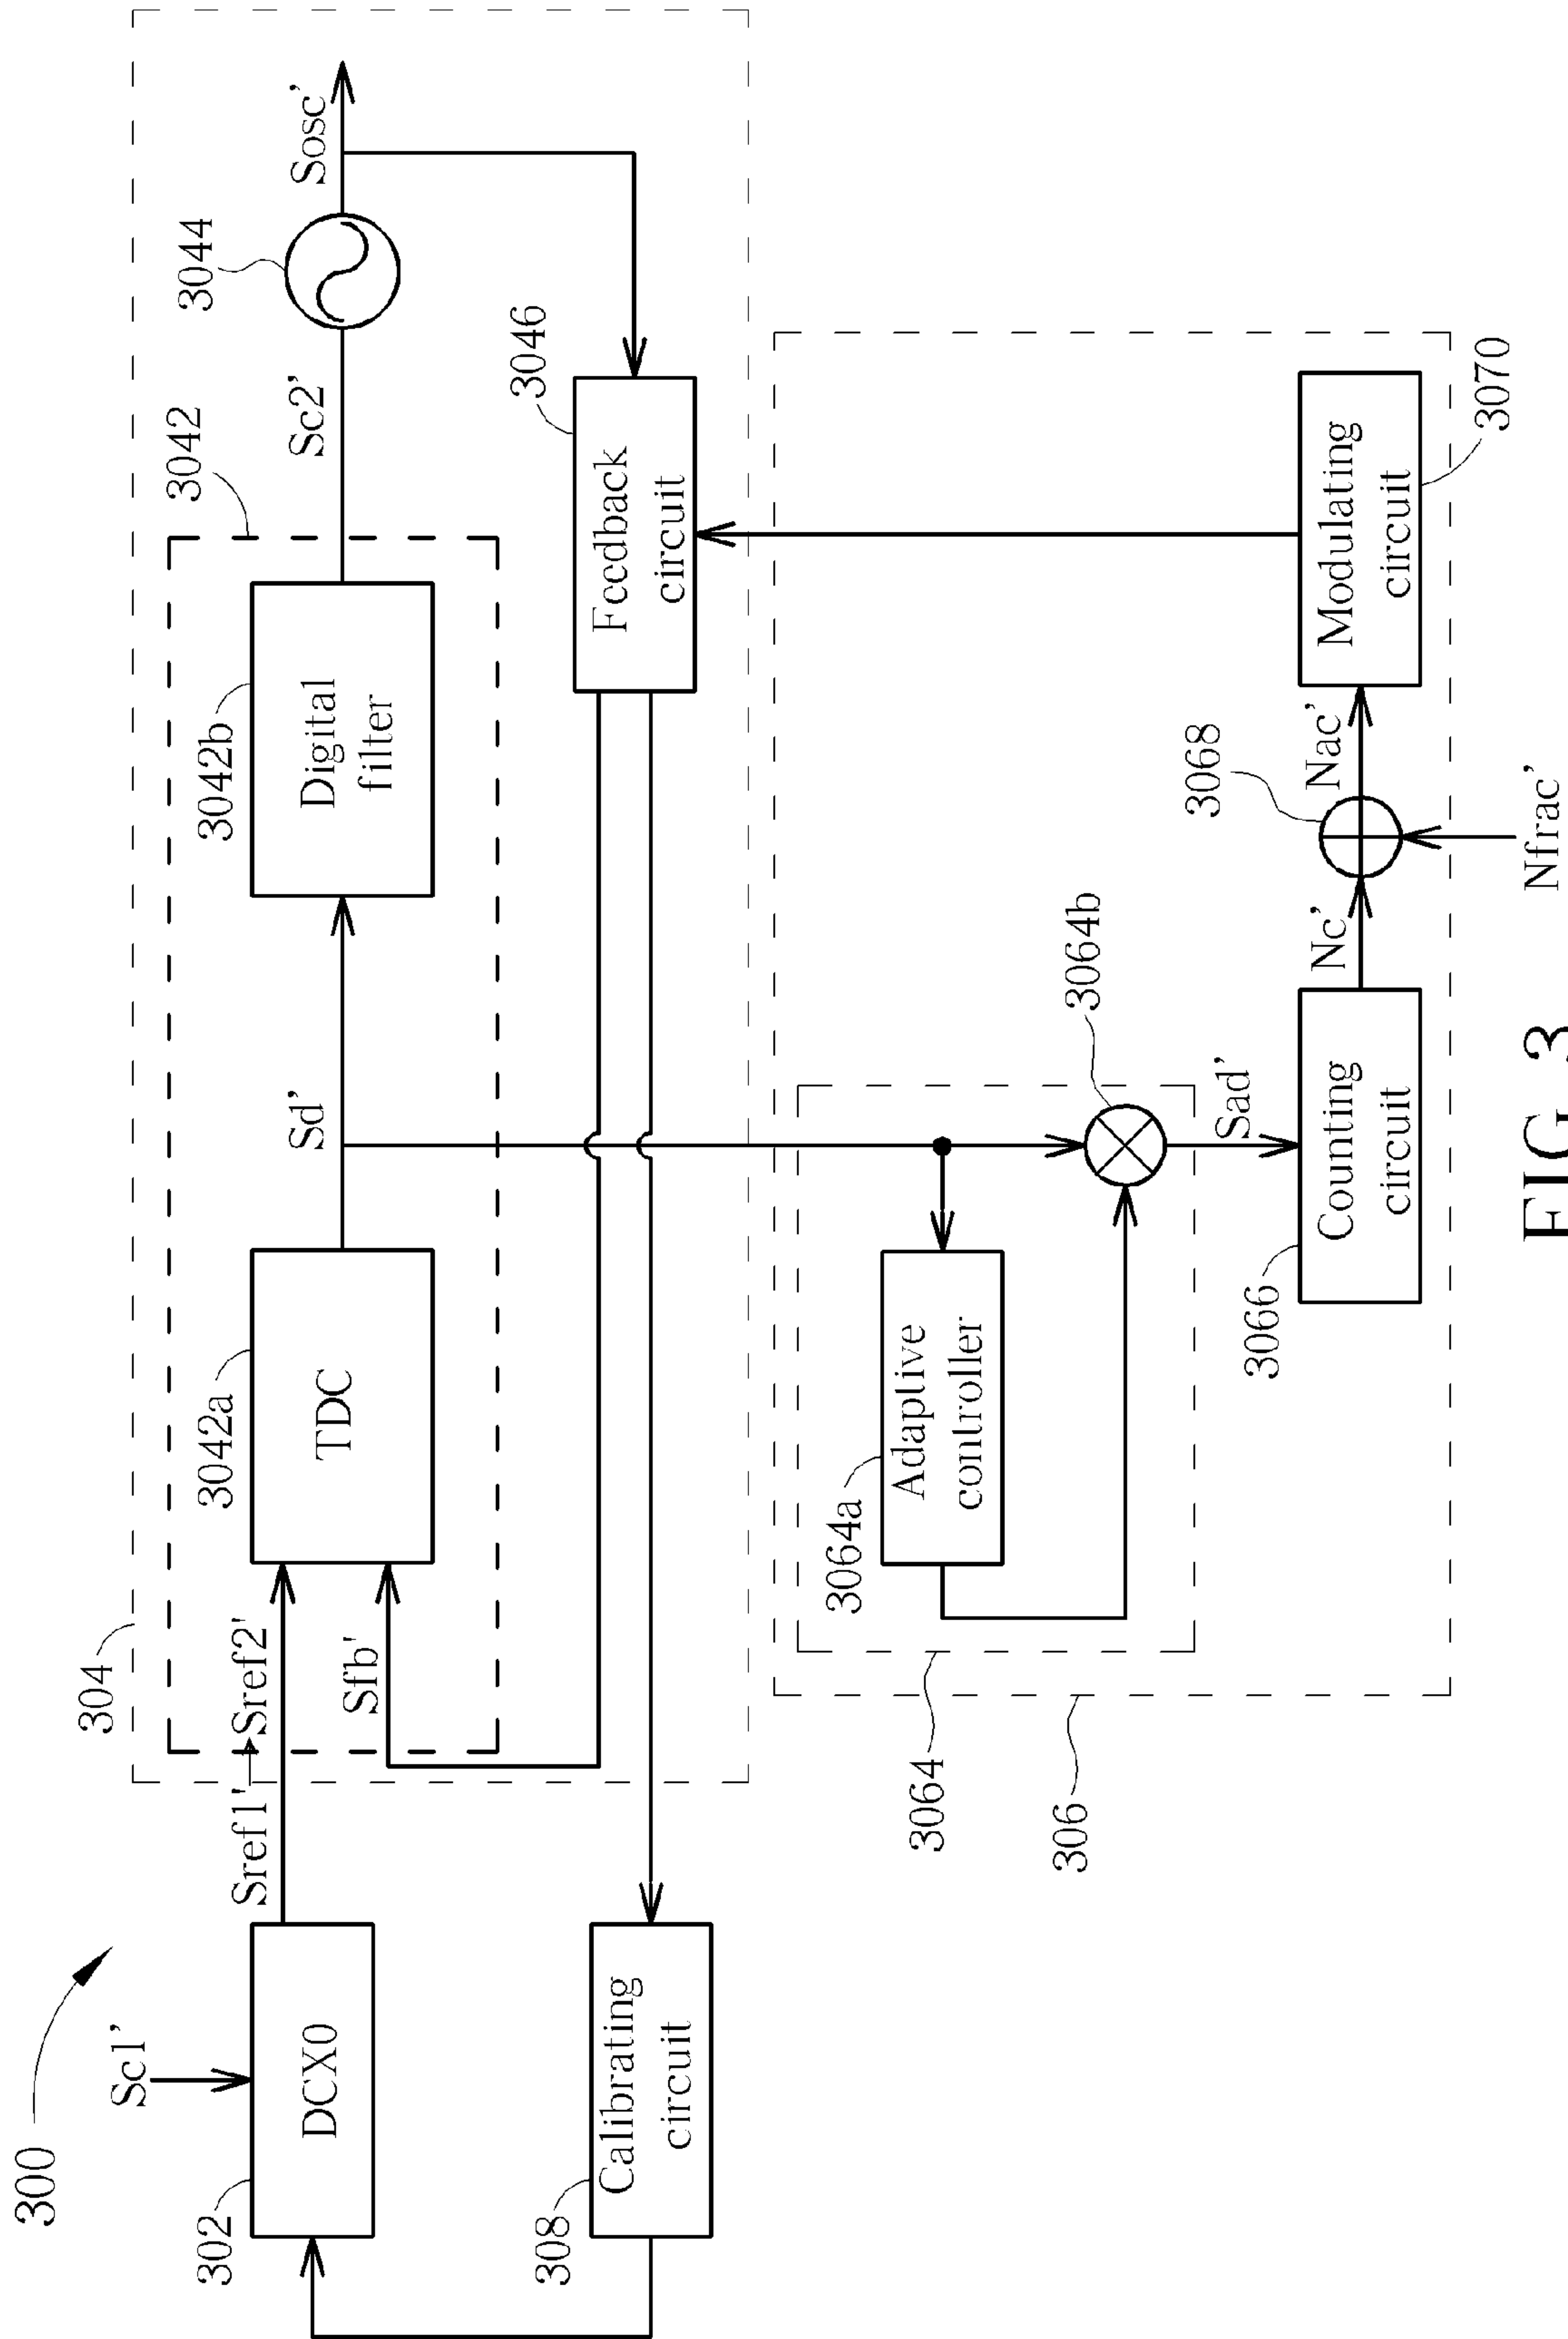 300
Sc1'
302
DCX0
Sref1'→Sref2'
304
3042a
TDC
Sfb'
Sd'
3042b
Digital
filter
3042
Sc2'
3044
Sosc'
3046
Feedback
circuit
308
Calibrating
circuit
3064
306
3064a
Adaptive
controller
3064b
Sad'
3066
Counting
circuit
Nc'
3068
Nac'
Nfrac'
Modulating
circuit
3070
FIG. 3